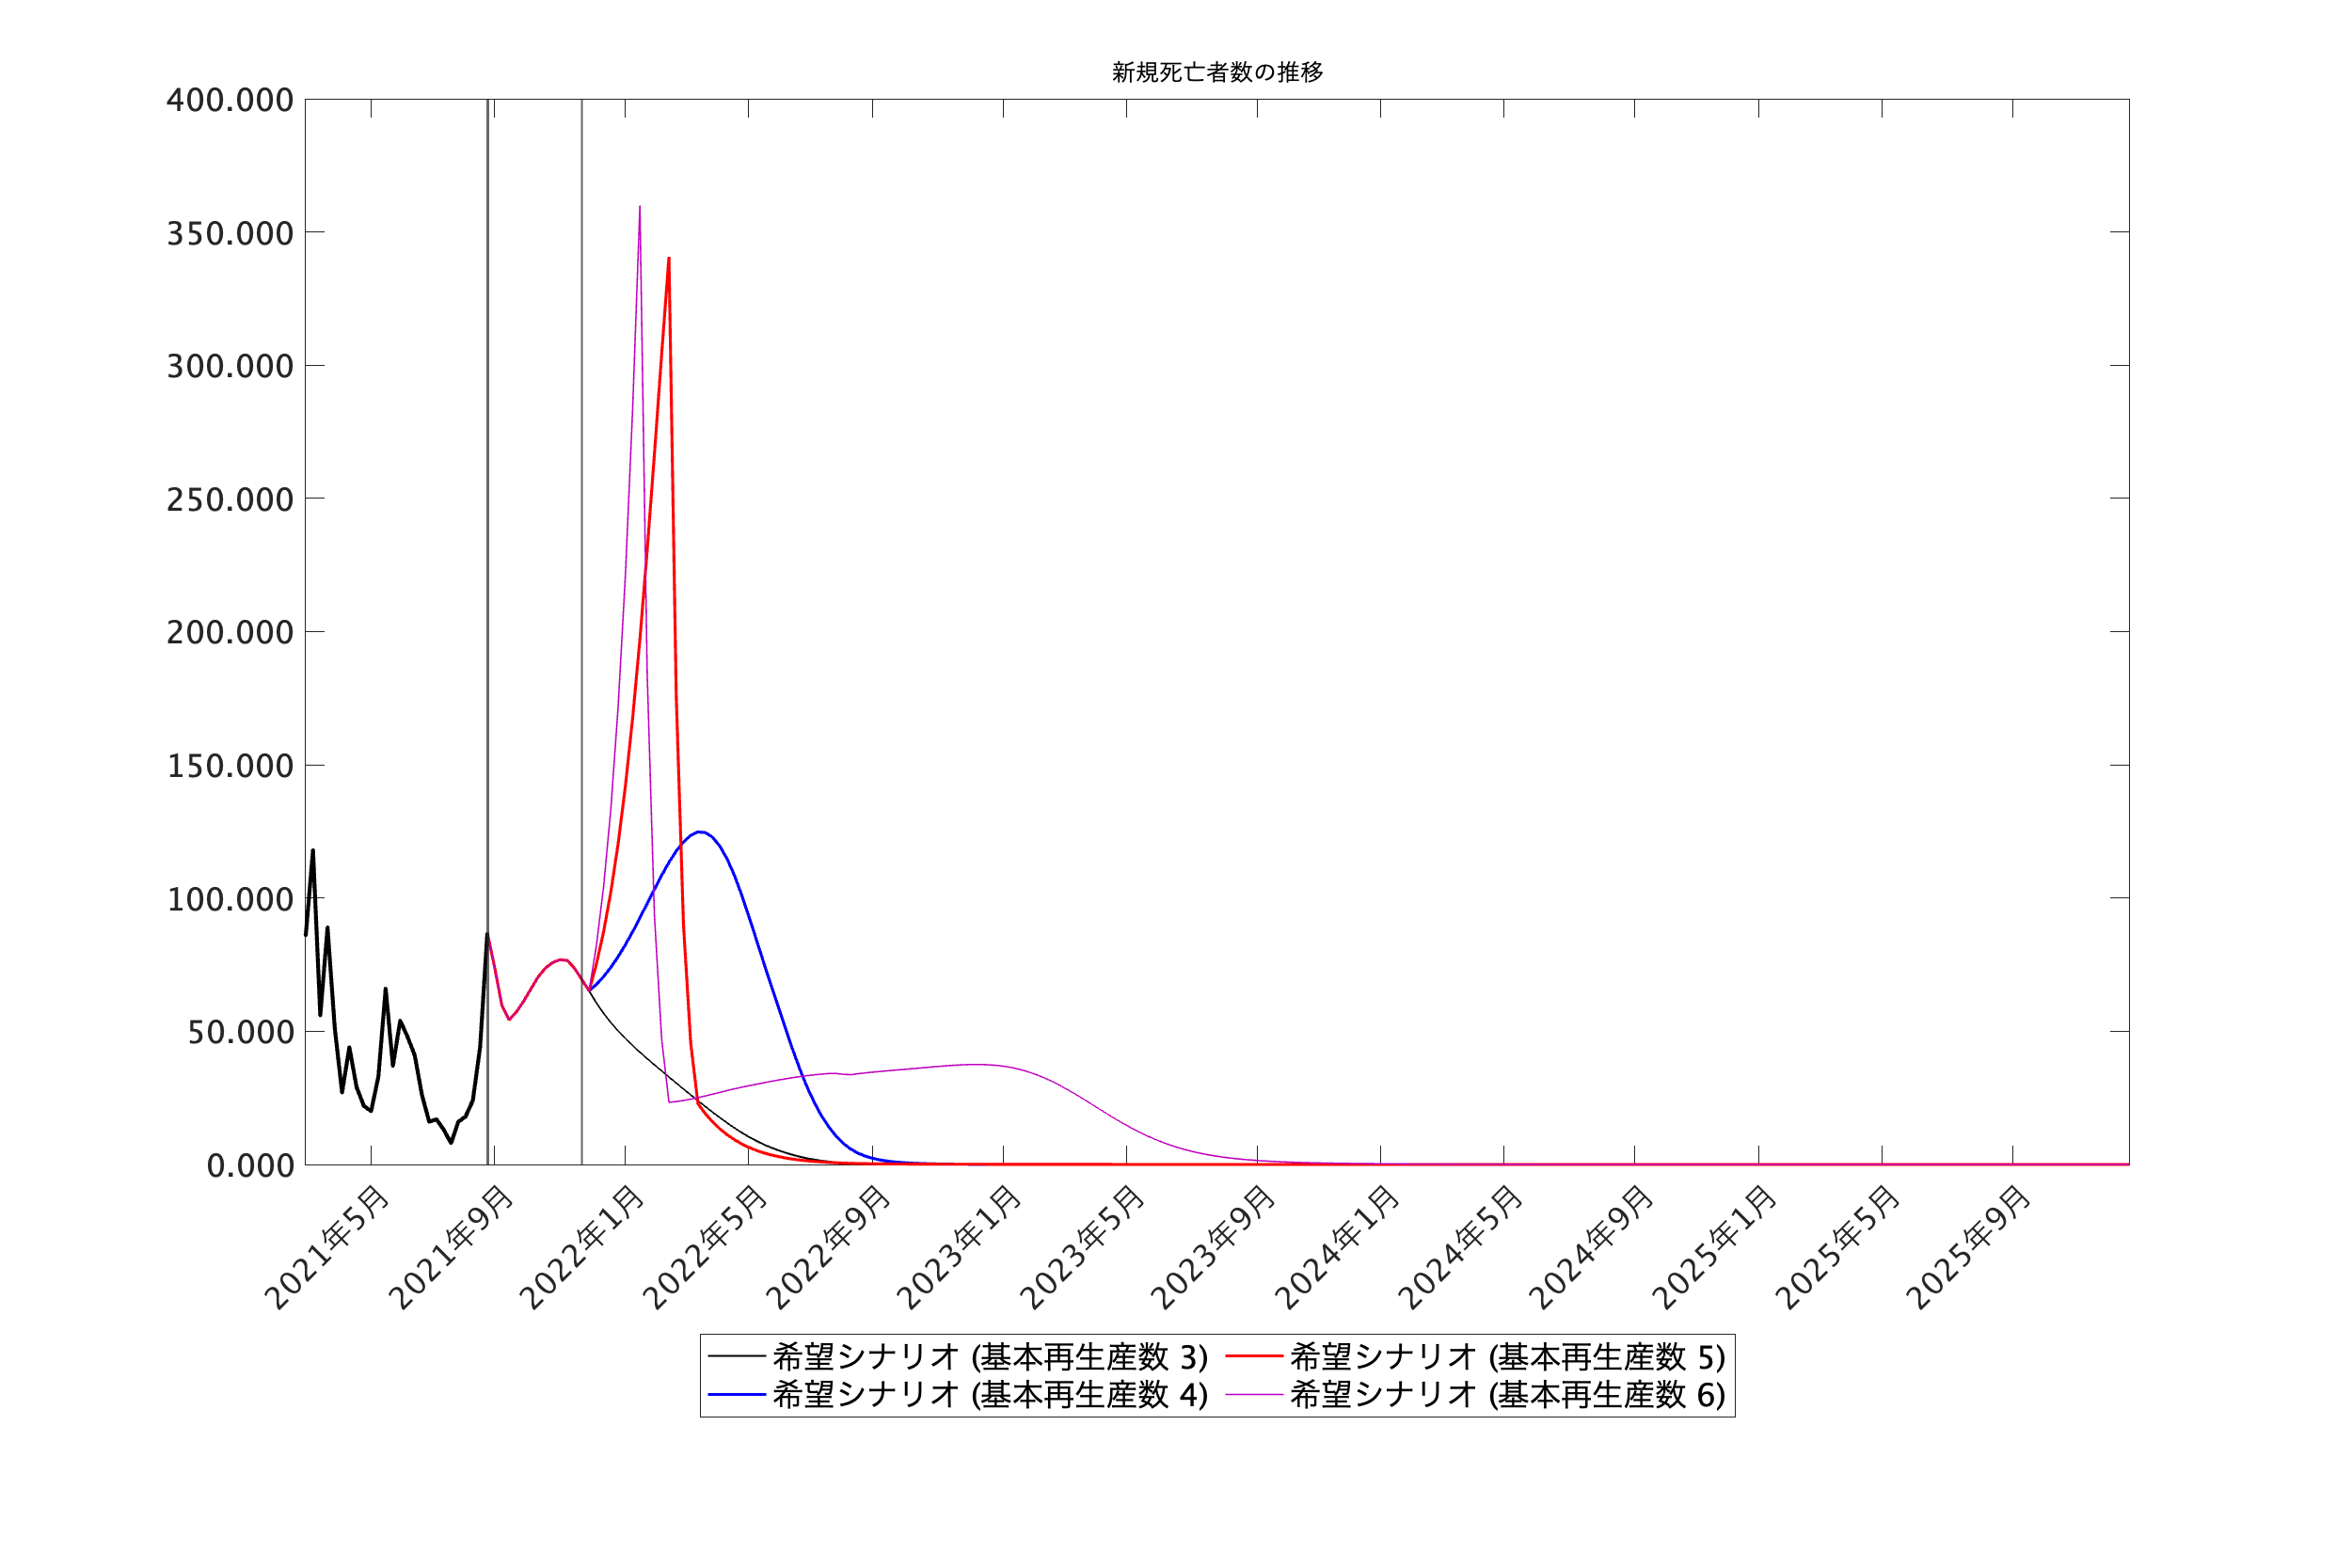 新規死亡者数の推移
400.000
350.000
300.000
250.000
200.000
150.000
100.000
50.000
0.000
2021年5月
2021年9月
2022年1月
2022年5月
2022年9月
2023年1月
2023年5月
2023年9月
2024年1月
2024年5月
2024年9月
2025年1月
2025年5月
2025年9月
希望シナリオ (基本再生産数 3)
希望シナリオ (基本再生産数 4)
希望シナリオ (基本再生産数 5)
希望シナリオ (基本再生産数 6)